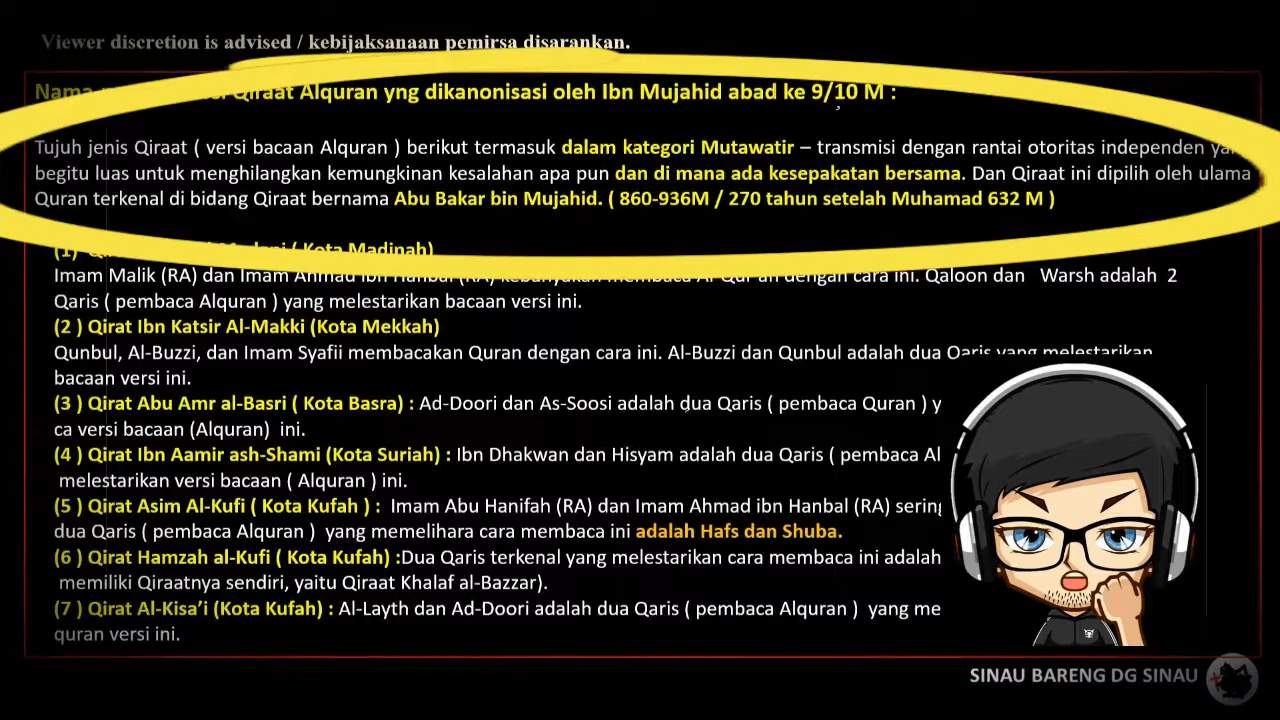 Viewer discretion is advised / kebijaksanaan pemirsa disarankan.
Qiraat Alquran yng dikanonisasi oleh Ibn Mujahid abad ke 9/10 M :
Tujuh jenis Qiraat ( versi bacaan Alquran ) berikut termasuk dalam kategori Mutawatir – transmisi dengan rantai otoritas independen
begitu luas untuk menghilangkan kemungkinan kesalahan apa pun dan di mana ada kesepakatan bersama. Dan Qiraat ini dipilih oleh ulama
Quran terkenal di bidang Qiraat bernama Abu Bakar bin Mujahid. ( 860-936M / 270 tahun setelah Muhamad 632 M )
(1) ( Kota Madinah)
Imam Malik (RA) dan Imam Ahmad Ibn Hanbal (RA) kebanyakan membaca Al Qur'an dengan cara ini. Qaloon dan Warsh adalah 2
Qaris ( pembaca Alquran ) yang melestarikan bacaan versi ini.
(2 ) Qirat Ibn Katsir Al-Makki (Kota Mekkah)
Qunbul, Al-Buzzi, dan Imam Syafii membacakan Quran dengan cara ini. Al-Buzzi dan Qunbul adalah dua Qaris yang melestarikan
bacaan versi ini.
(3 ) Qirat Abu Amr al-Basri ( Kota Basra) : Ad-Doori dan As-Soosi adalah dua Qaris ( pembaca Quran ) y
ca versi bacaan (Alquran) ini.
(4 ) Qirat Ibn Aamir ash-Shami (Kota Suriah) : Ibn Dhakwan dan Hisyam adalah dua Qaris ( pembaca Al
melestarikan versi bacaan ( Alquran ) ini.
(5 ) Qirat Asim Al-Kufi ( Kota Kufah ) : Imam Abu Hanifah (RA) dan Imam Ahmad ibn Hanbal (RA) sering
dua Qaris ( pembaca Alquran ) yang memelihara cara membaca ini adalah Hafs dan Shuba.
(6 ) Qirat Hamzah al-Kufi ( Kota Kufah) :Dua Qaris terkenal yang melestarikan cara membaca ini adalah
memiliki Qiraatnya sendiri, yaitu Qiraat Khalaf al-Bazzar).
(7 ) Qirat Al-Kisa’i (Kota Kufah) : Al-Layth dan Ad-Doori adalah dua Qaris ( pembaca Alquran ) yang me
quran versi ini.
SINAU BARENG DG SINAU